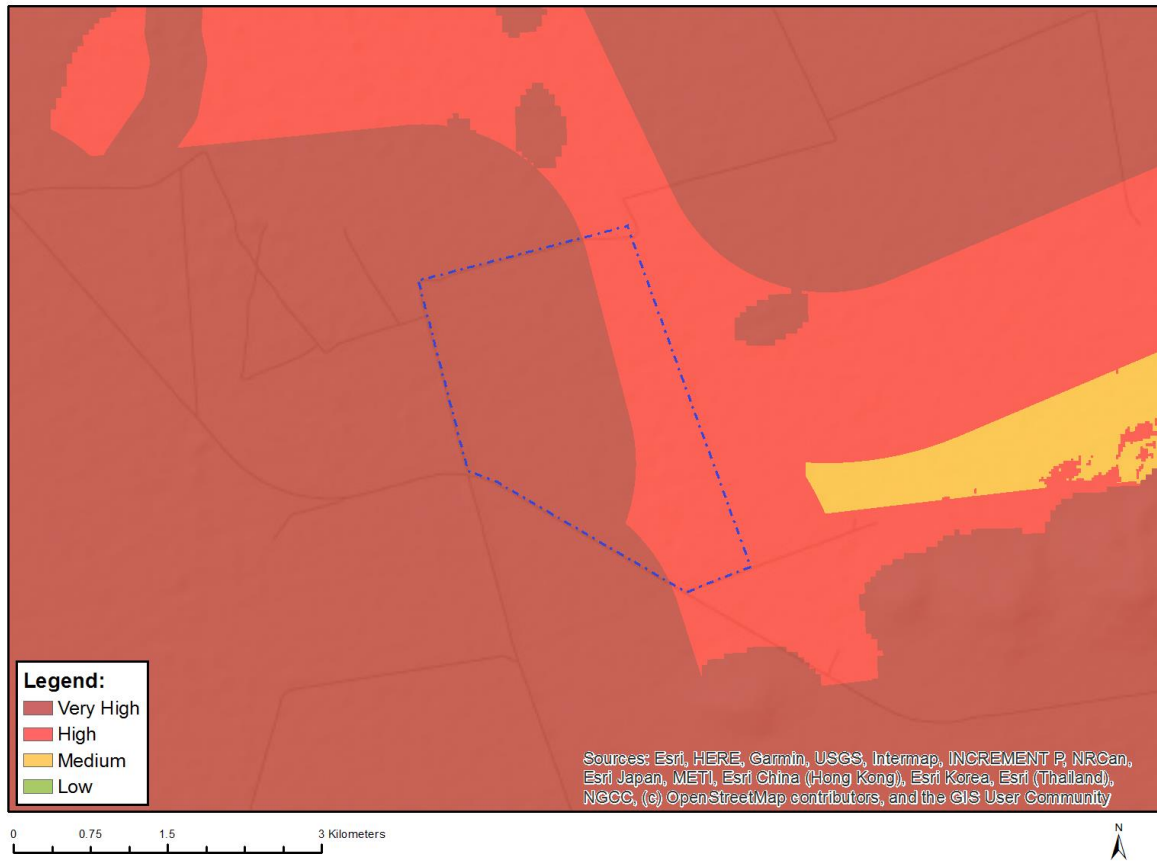 Legend:
Very High
High
Medium
Low
Sources: Esri, HERE, Garmin, USGS, Intermap, INCREMENT P, NRCan,
Esri Japan, METI, Esri China (Hong Kong), Esri Korea, Esri (Thailand),
NGCC, (c) OpenStreetMap contributors, and the GIS User Community
0 0.75 1.5 3 Kilometers
N